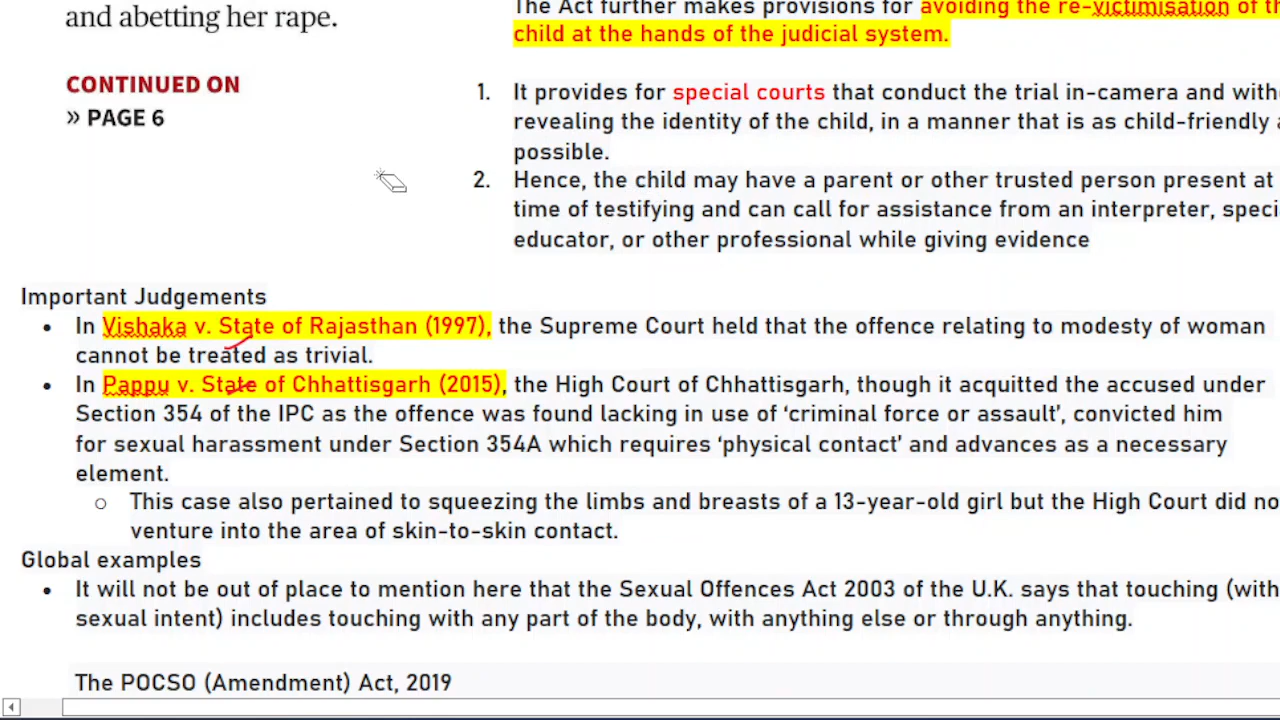 and abetting her rape.
CONTINUED ON
» PAGE 6
The Act further makes provisions for avoiding the re-victimisation of
child at the hands of the judicial system.
1. It provides for special courts that conduct the trial in-camera and
revealing the identity of the child, in a manner that is as child-friendly
possible.
2. Hence, the child may have a parent or other trusted person present at
time of testifying and can call for assistance from an interpreter,
educator, or other professional while giving evidence
Important Judgements
• In Vishaka v. State of Rajasthan (1997), the Supreme Court held that the offence relating to modesty of woman
cannot be treated as trivial.
• In Pappu v. State of Chhattisgarh (2015), the High Court of Chhattisgarh, though it acquitted the accused under
Section 354 of the IPC as the offence was found lacking in use of ‘criminal force or assault’, convicted him
for sexual harassment under Section 354A which requires ‘physical contact’ and advances as a necessary
element.
○ This case also pertained to squeezing the limbs and breasts of a 13-year-old girl but the High Court did
venture into the area of skin-to-skin contact.
Global examples
• It will not be out of place to mention here that the Sexual Offences Act 2003 of the U.K. says that touching (with
sexual intent) includes touching with any part of the body, with anything else or through anything.
The POCSO (Amendment) Act, 2019